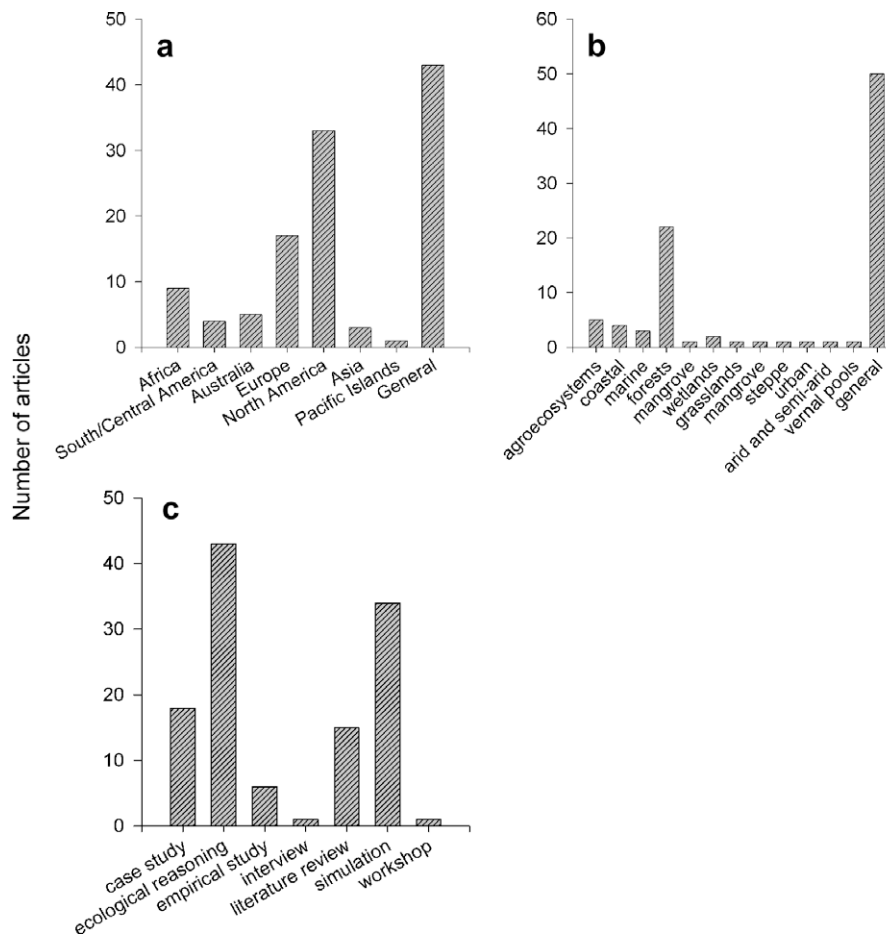 Number of articles
a
50
40
30
20
10
0
Africa
South/Central America
Australia
Europe
North America
Asia
Pacific Islands
General
b
60
50
40
30
20
10
0
agroecosystems
coastal
marine
forests
mangrove
wetlands
grasslands
mangrove
steppe
urban
arid and semi-arid
vernal pools
general
c
50
40
30
20
10
0
case study
ecological reasoning
empirical study
interview
literature review
simulation
workshop